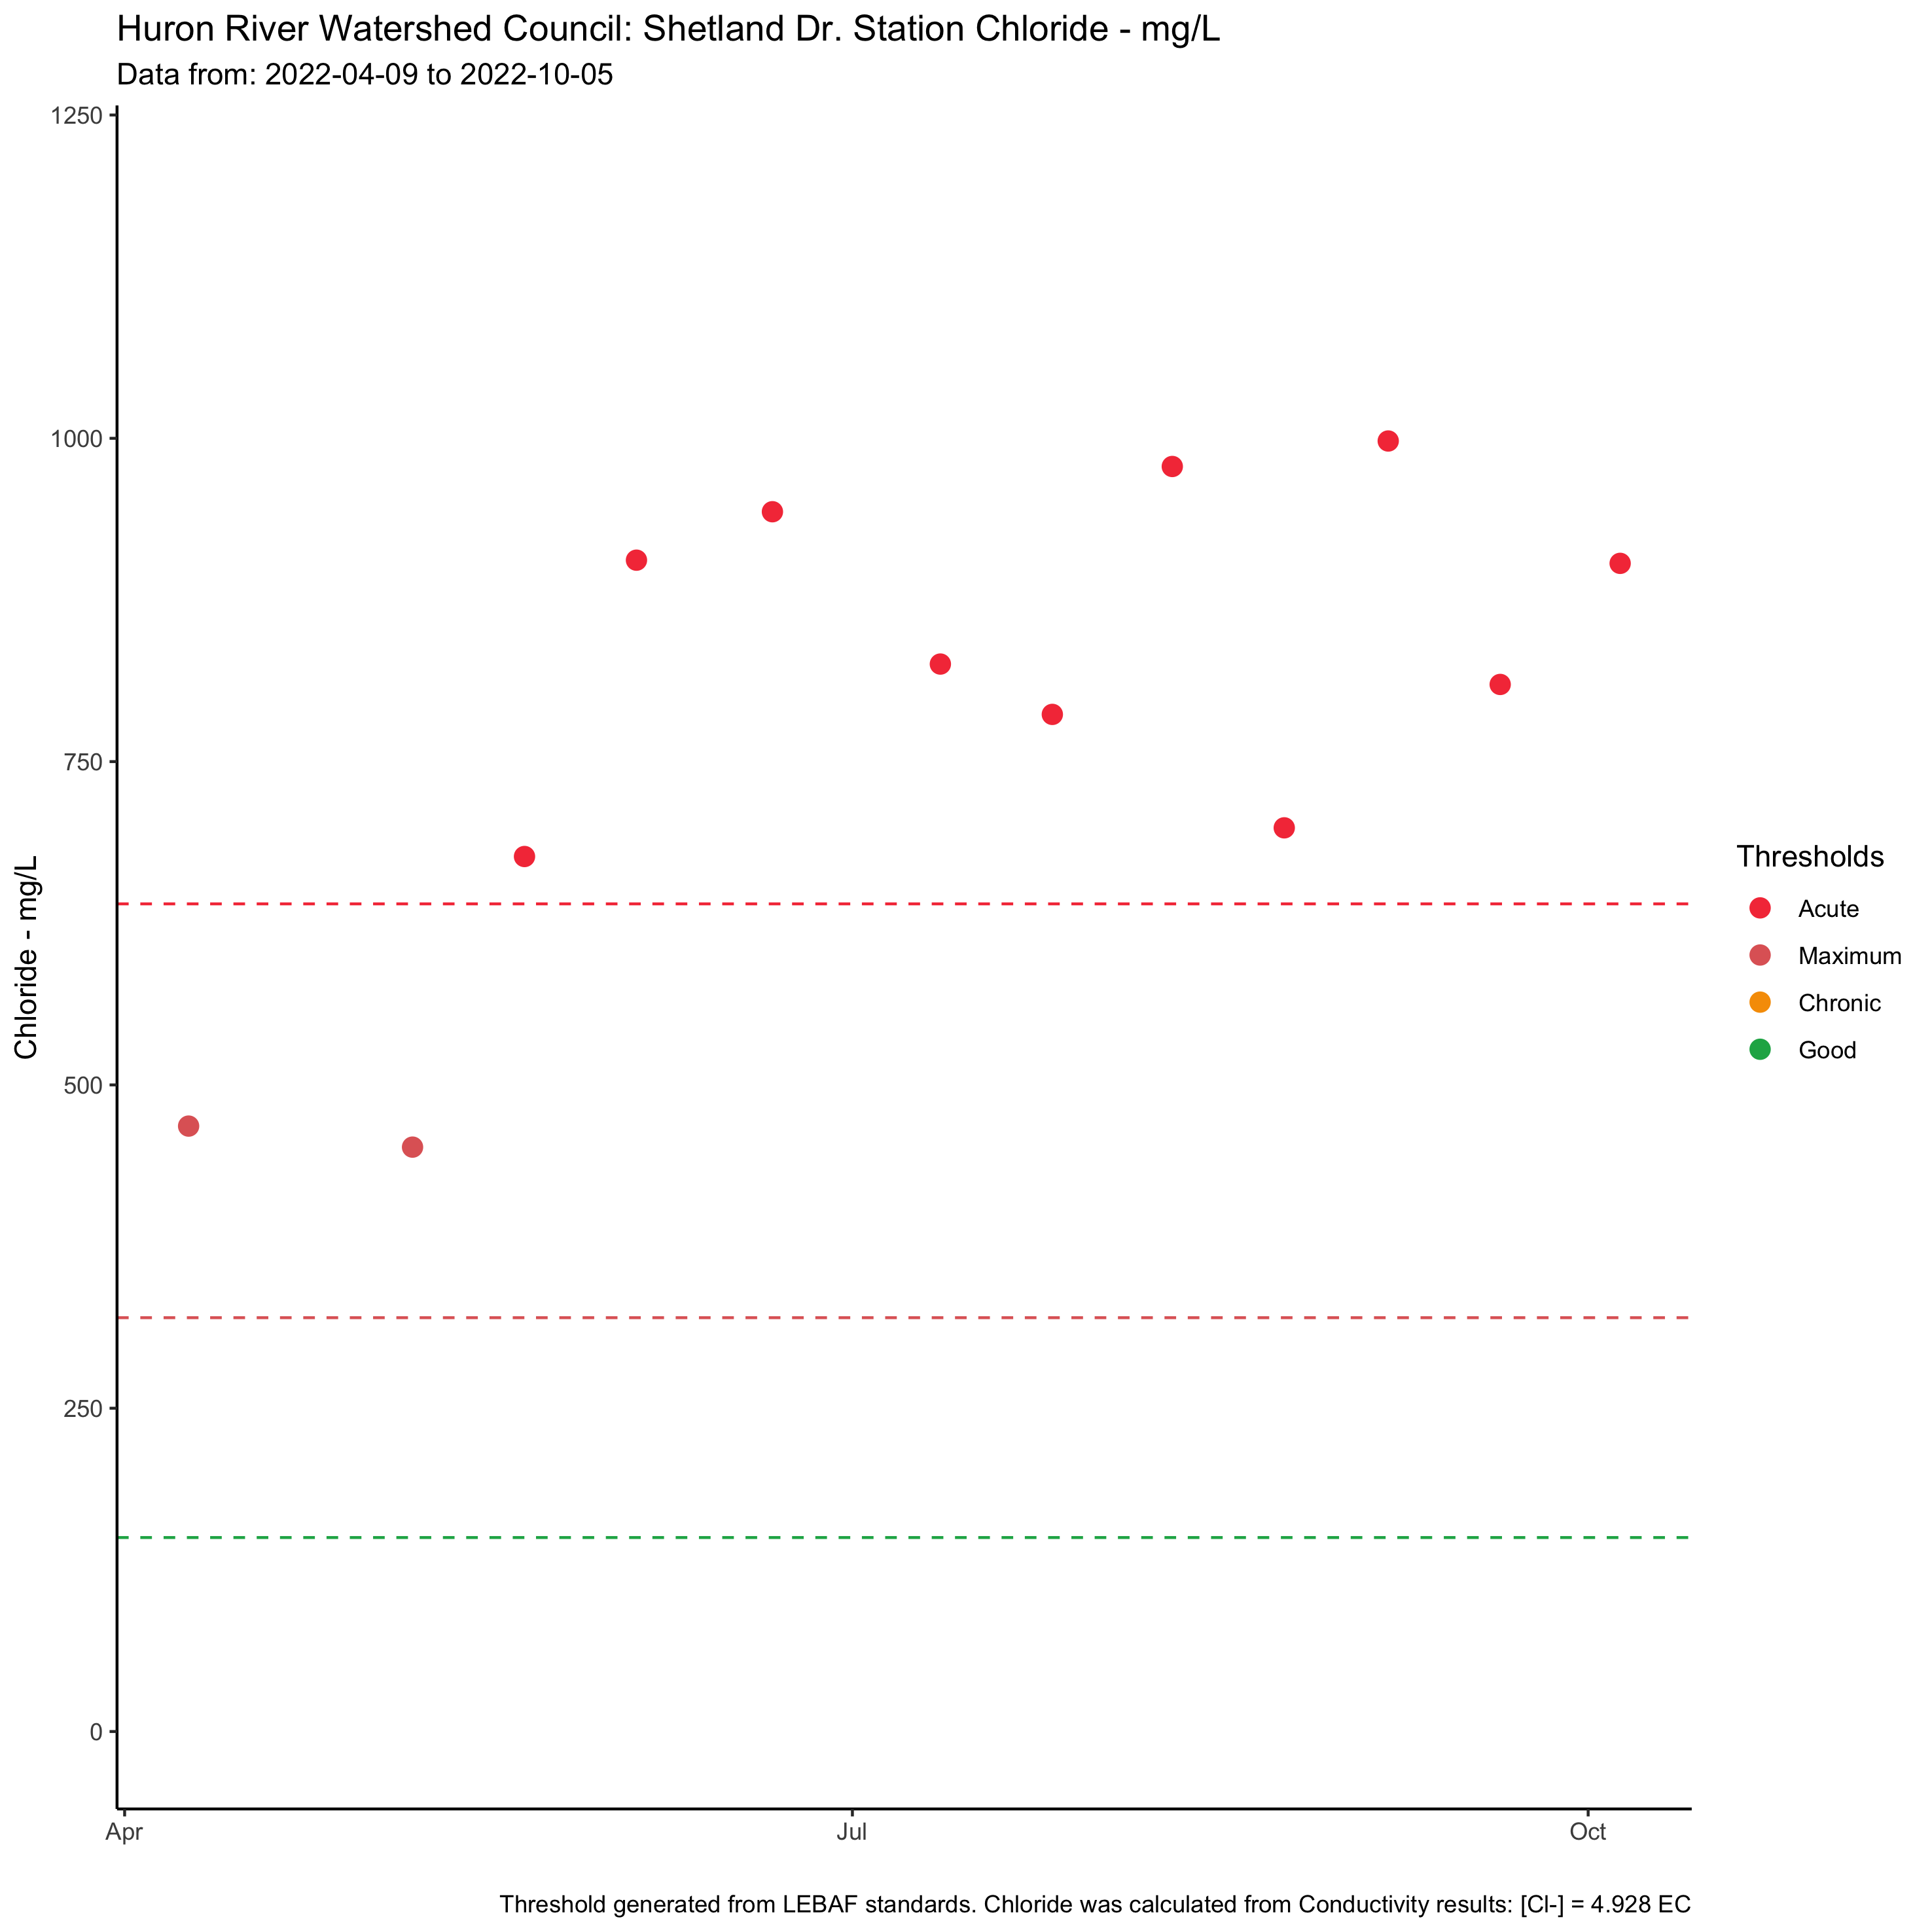 Huron River Watershed Council: Shetland Dr. Station Chloride - mg/L
Data from: 2022-04-09 to 2022-10-05
1250
1000
750
500
250
0
Chloride - mg/L
Apr
Jul
Oct
Thresholds
Acute
Maximum
Chronic
Good
Threshold generated from LEBAF standards. Chloride was calculated from Conductivity results: [Cl-] = 4.928 EC